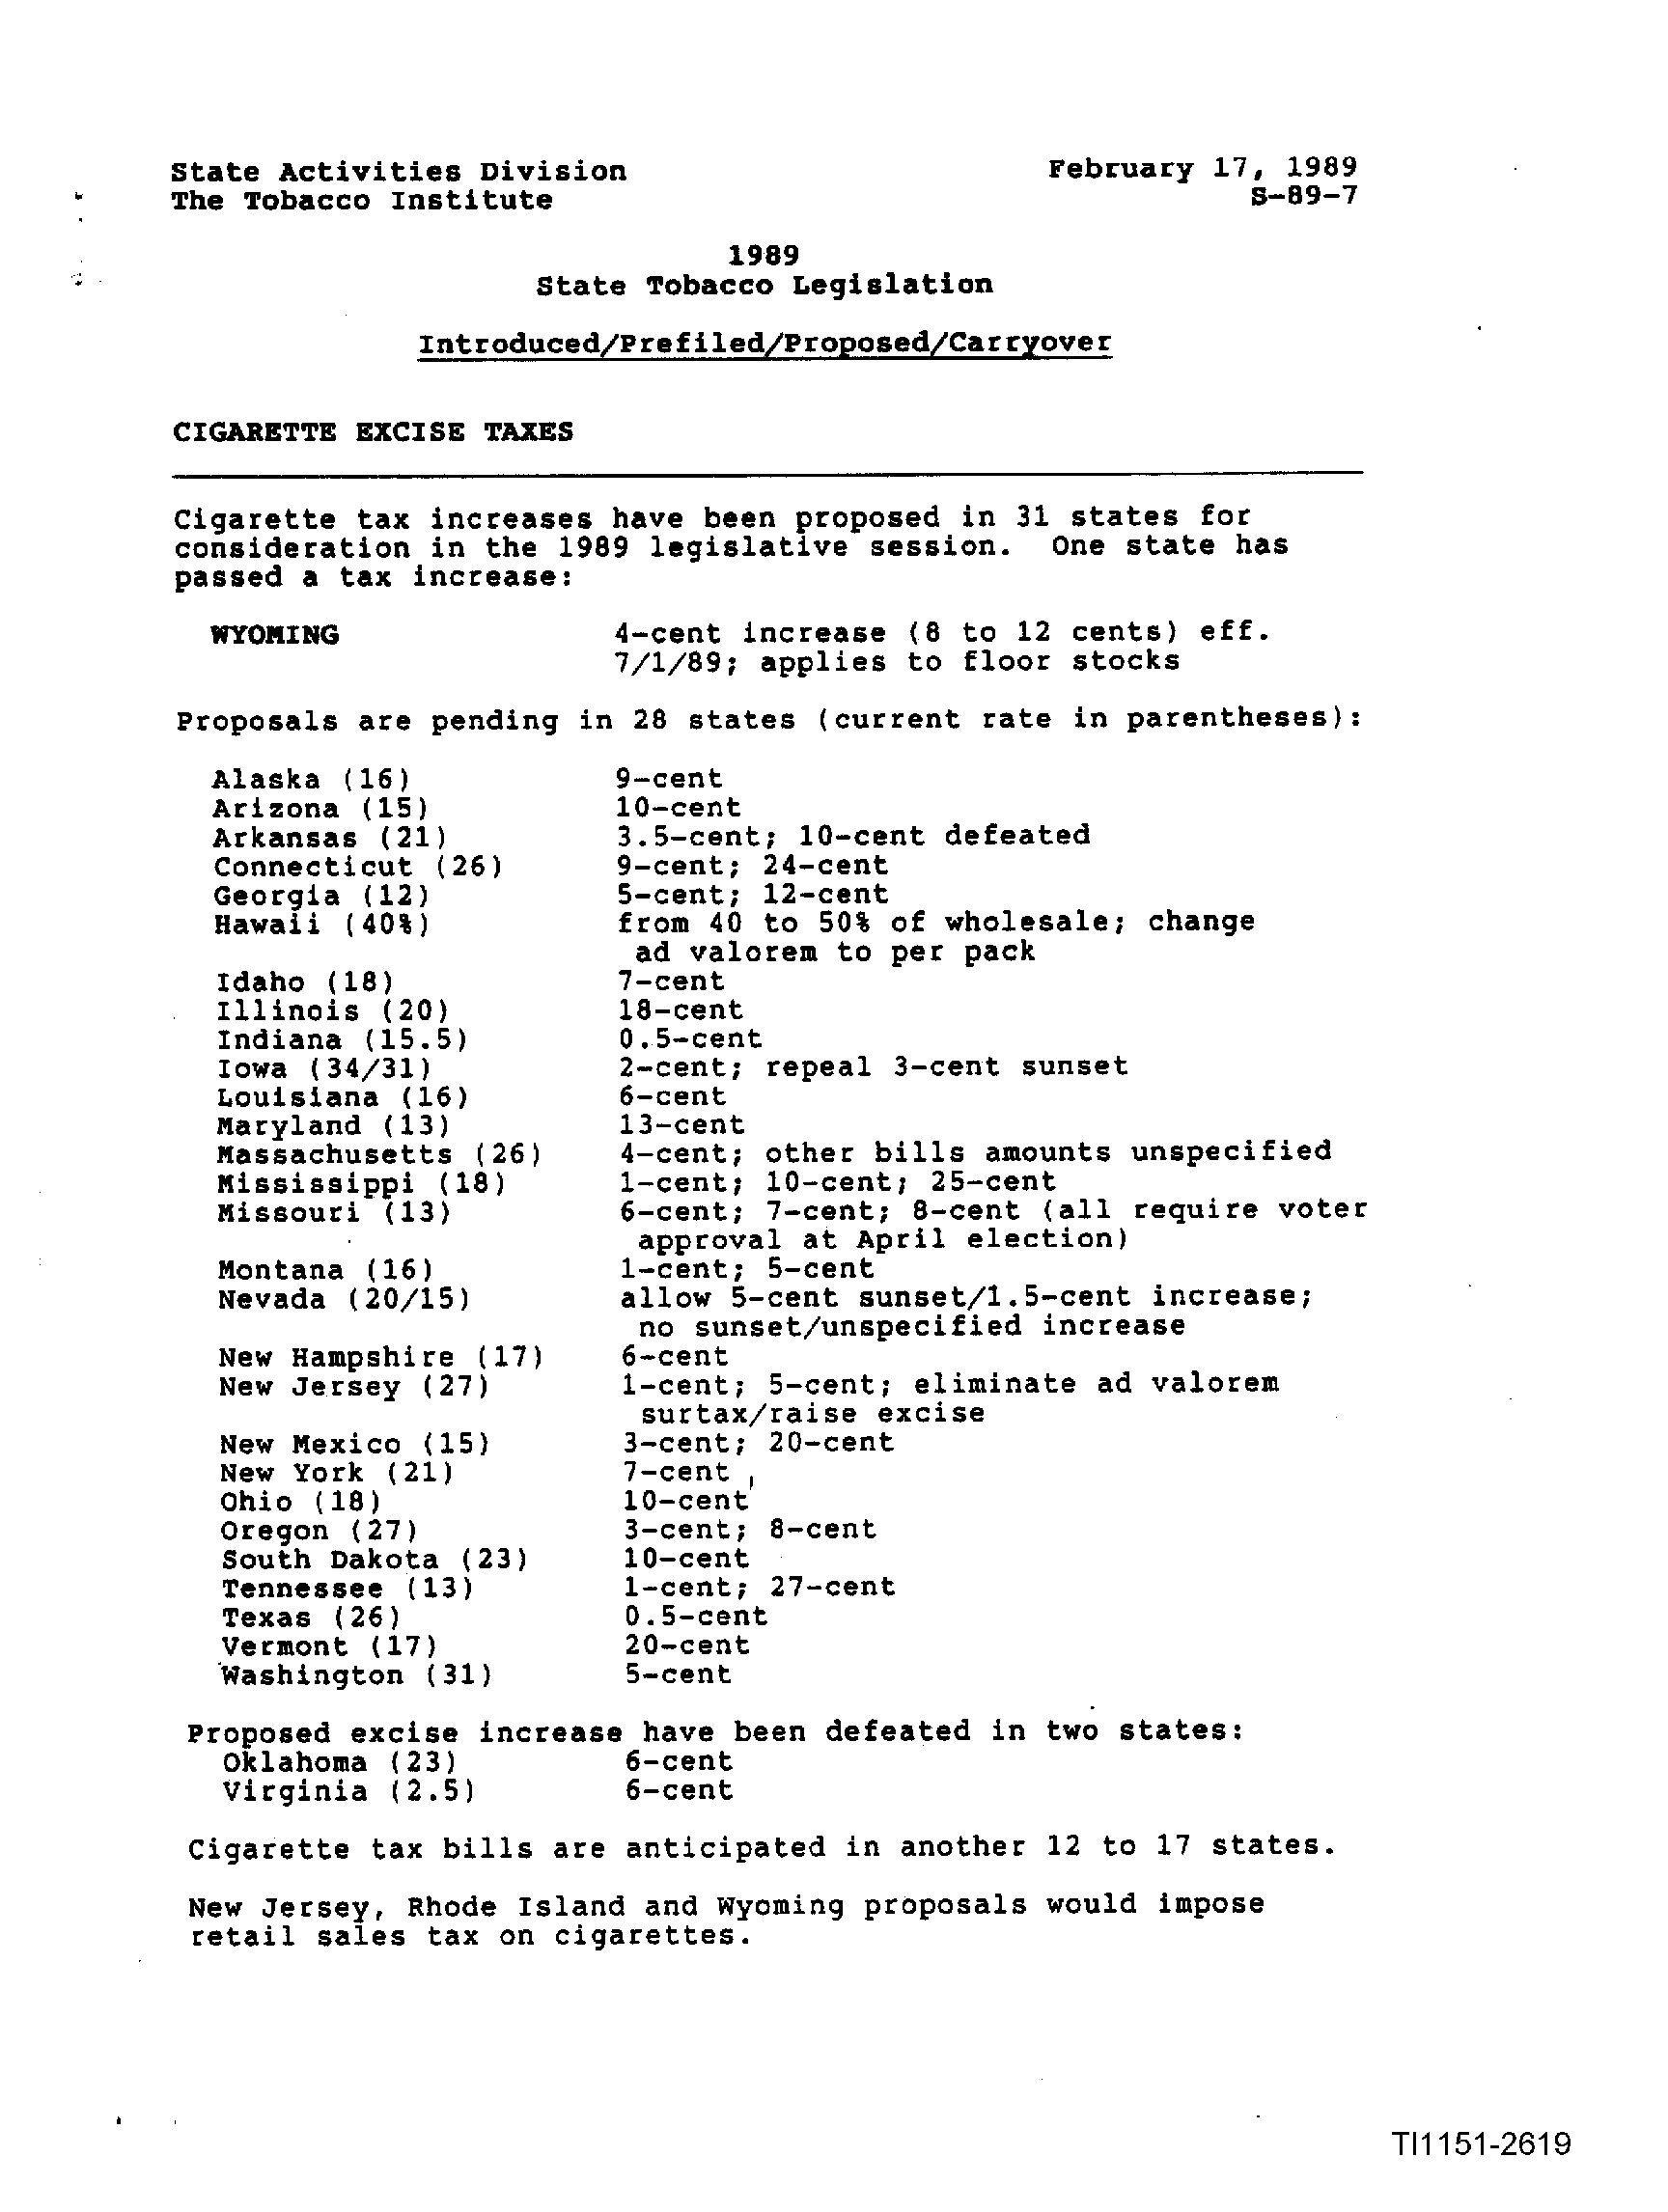 State Activities Division February 17, 1989
The Tobacco Institute S-89-7
1989
State Tobacco Legislation
Introduced/Prefiled/Proposed/Carryover
CIGARETTE EXCISE TAXES
Cigarette tax increases have been proposed in 31 states for
consideration in the 1989 legislative session. One state has
passed a tax increase:
WYOMING 4-cent increase (8 to 12 cents) eff.
7/1/89; applies to floor stocks
Proposals are pending in 28 states (current rate in parentheses):
Alaska (16) 9-cent
Arizona (15) 10-cent
Arkansas (21) 3.5-cent; 10-cent defeated
Connecticut (26) 9-cent; 24-cent
Georgia (12) 5-cent; 12-cent
Hawaii (40%) from 40 to 50% of wholesale; change
ad valorem to per pack
Idaho (18) 7-cent
Illinois (20) 18-cent
Indiana (15.5) 0.5-cent
Iowa (34/31) 2-cent; repeal 3-cent sunset
Louisiana (16) 6-cent
Maryland (13) 13-cent
Massachusetts (26) 4-cent; other bills amounts unspecified
Mississippi (18) 1-cent; 10-cent; 25-cent
Missouri (13) 6-cent; 7-cent; 8-cent (all require voter
approval at April election)
Montana (16) 1-cent; 5-cent
Nevada (20/15) allow 5-cent sunset/1.5-cent increase;
no sunset/unspecified increase
New Hampshire (17) 6-cent
New Jersey (27) 1-cent; 5-cent; eliminate ad valorem
surtax/raise excise
New Mexico (15) 3-cent; 20-cent
New York (21) 7-cent
Ohio (18) 10-cent
Oregon (27) 3-cent; 8-cent
South Dakota (23) 10-cent
Tennessee (13) 1-cent; 27-cent
Texas (26) 0.5-cent
Vermont (17) 20-cent
Washington (31) 5-cent
Proposed excise increase have been defeated in two states:
Oklahoma (23) 6-cent
Virginia (2.5) 6-cent
Cigarette tax bills are anticipated in another 12 to 17 states.
New Jersey, Rhode Island and Wyoming proposals would impose
retail sales tax on cigarettes.
TI1151-2619